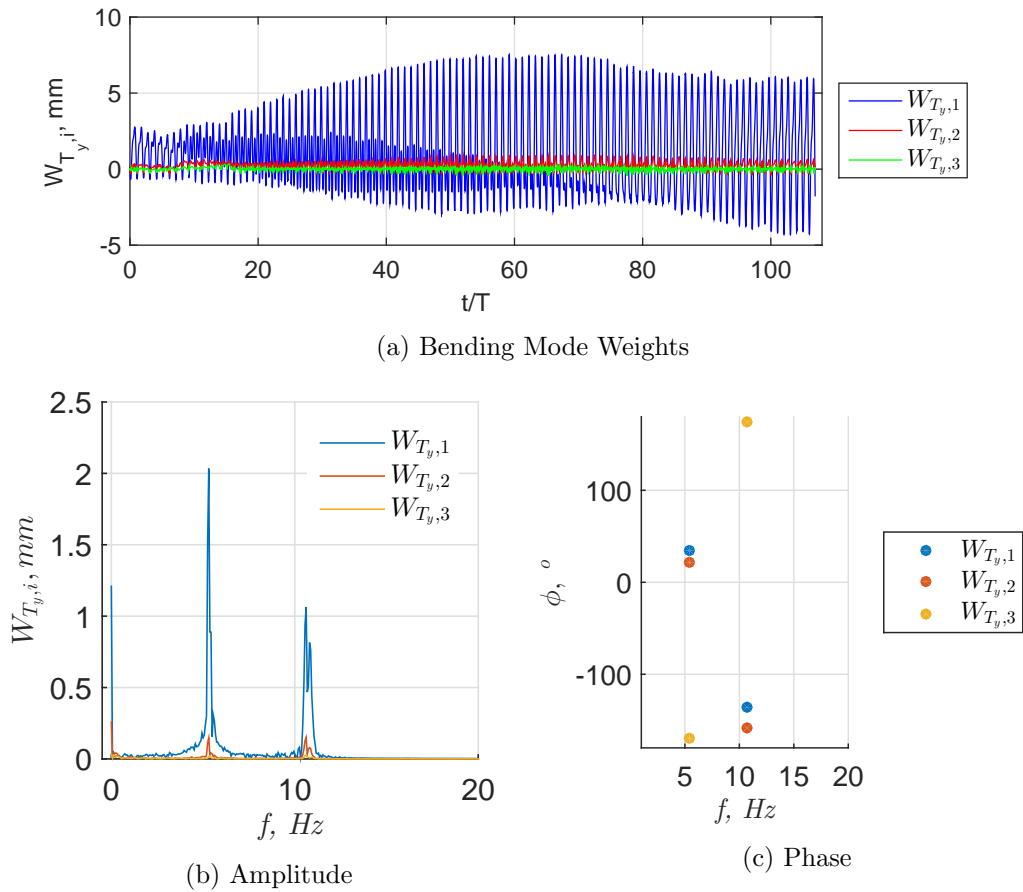 10
5
0
-5
W_{T_y,i}, mm
0 20 40 60 80 100
t/T
W_{T_y,1}
W_{T_y,2}
W_{T_y,3}
(a) Bending Mode Weights
2.5
2
1.5
1
0.5
0
W_{T_y,i}, mm
0 10 20
f, Hz
W_{T_y,1}
W_{T_y,2}
W_{T_y,3}
(b) Amplitude
100
0
-100
ϕ, °
5 10 15 20
f, Hz
W_{T_y,1}
W_{T_y,2}
W_{T_y,3}
(c) Phase